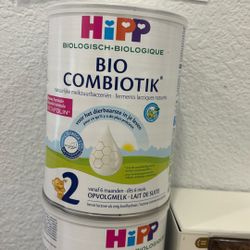 HiPP
BIOLOGISCH-BIOLOGIQUE
BIO
COMBIOTIK®
natuurlijke melkzuurbacteriën - ferments lactiques naturels
voor het dierbaarste in je leven
2
vanaf 6 maanden - dès 6 mois
OPVOLGMELK - LAIT DE SUITE
HiPP